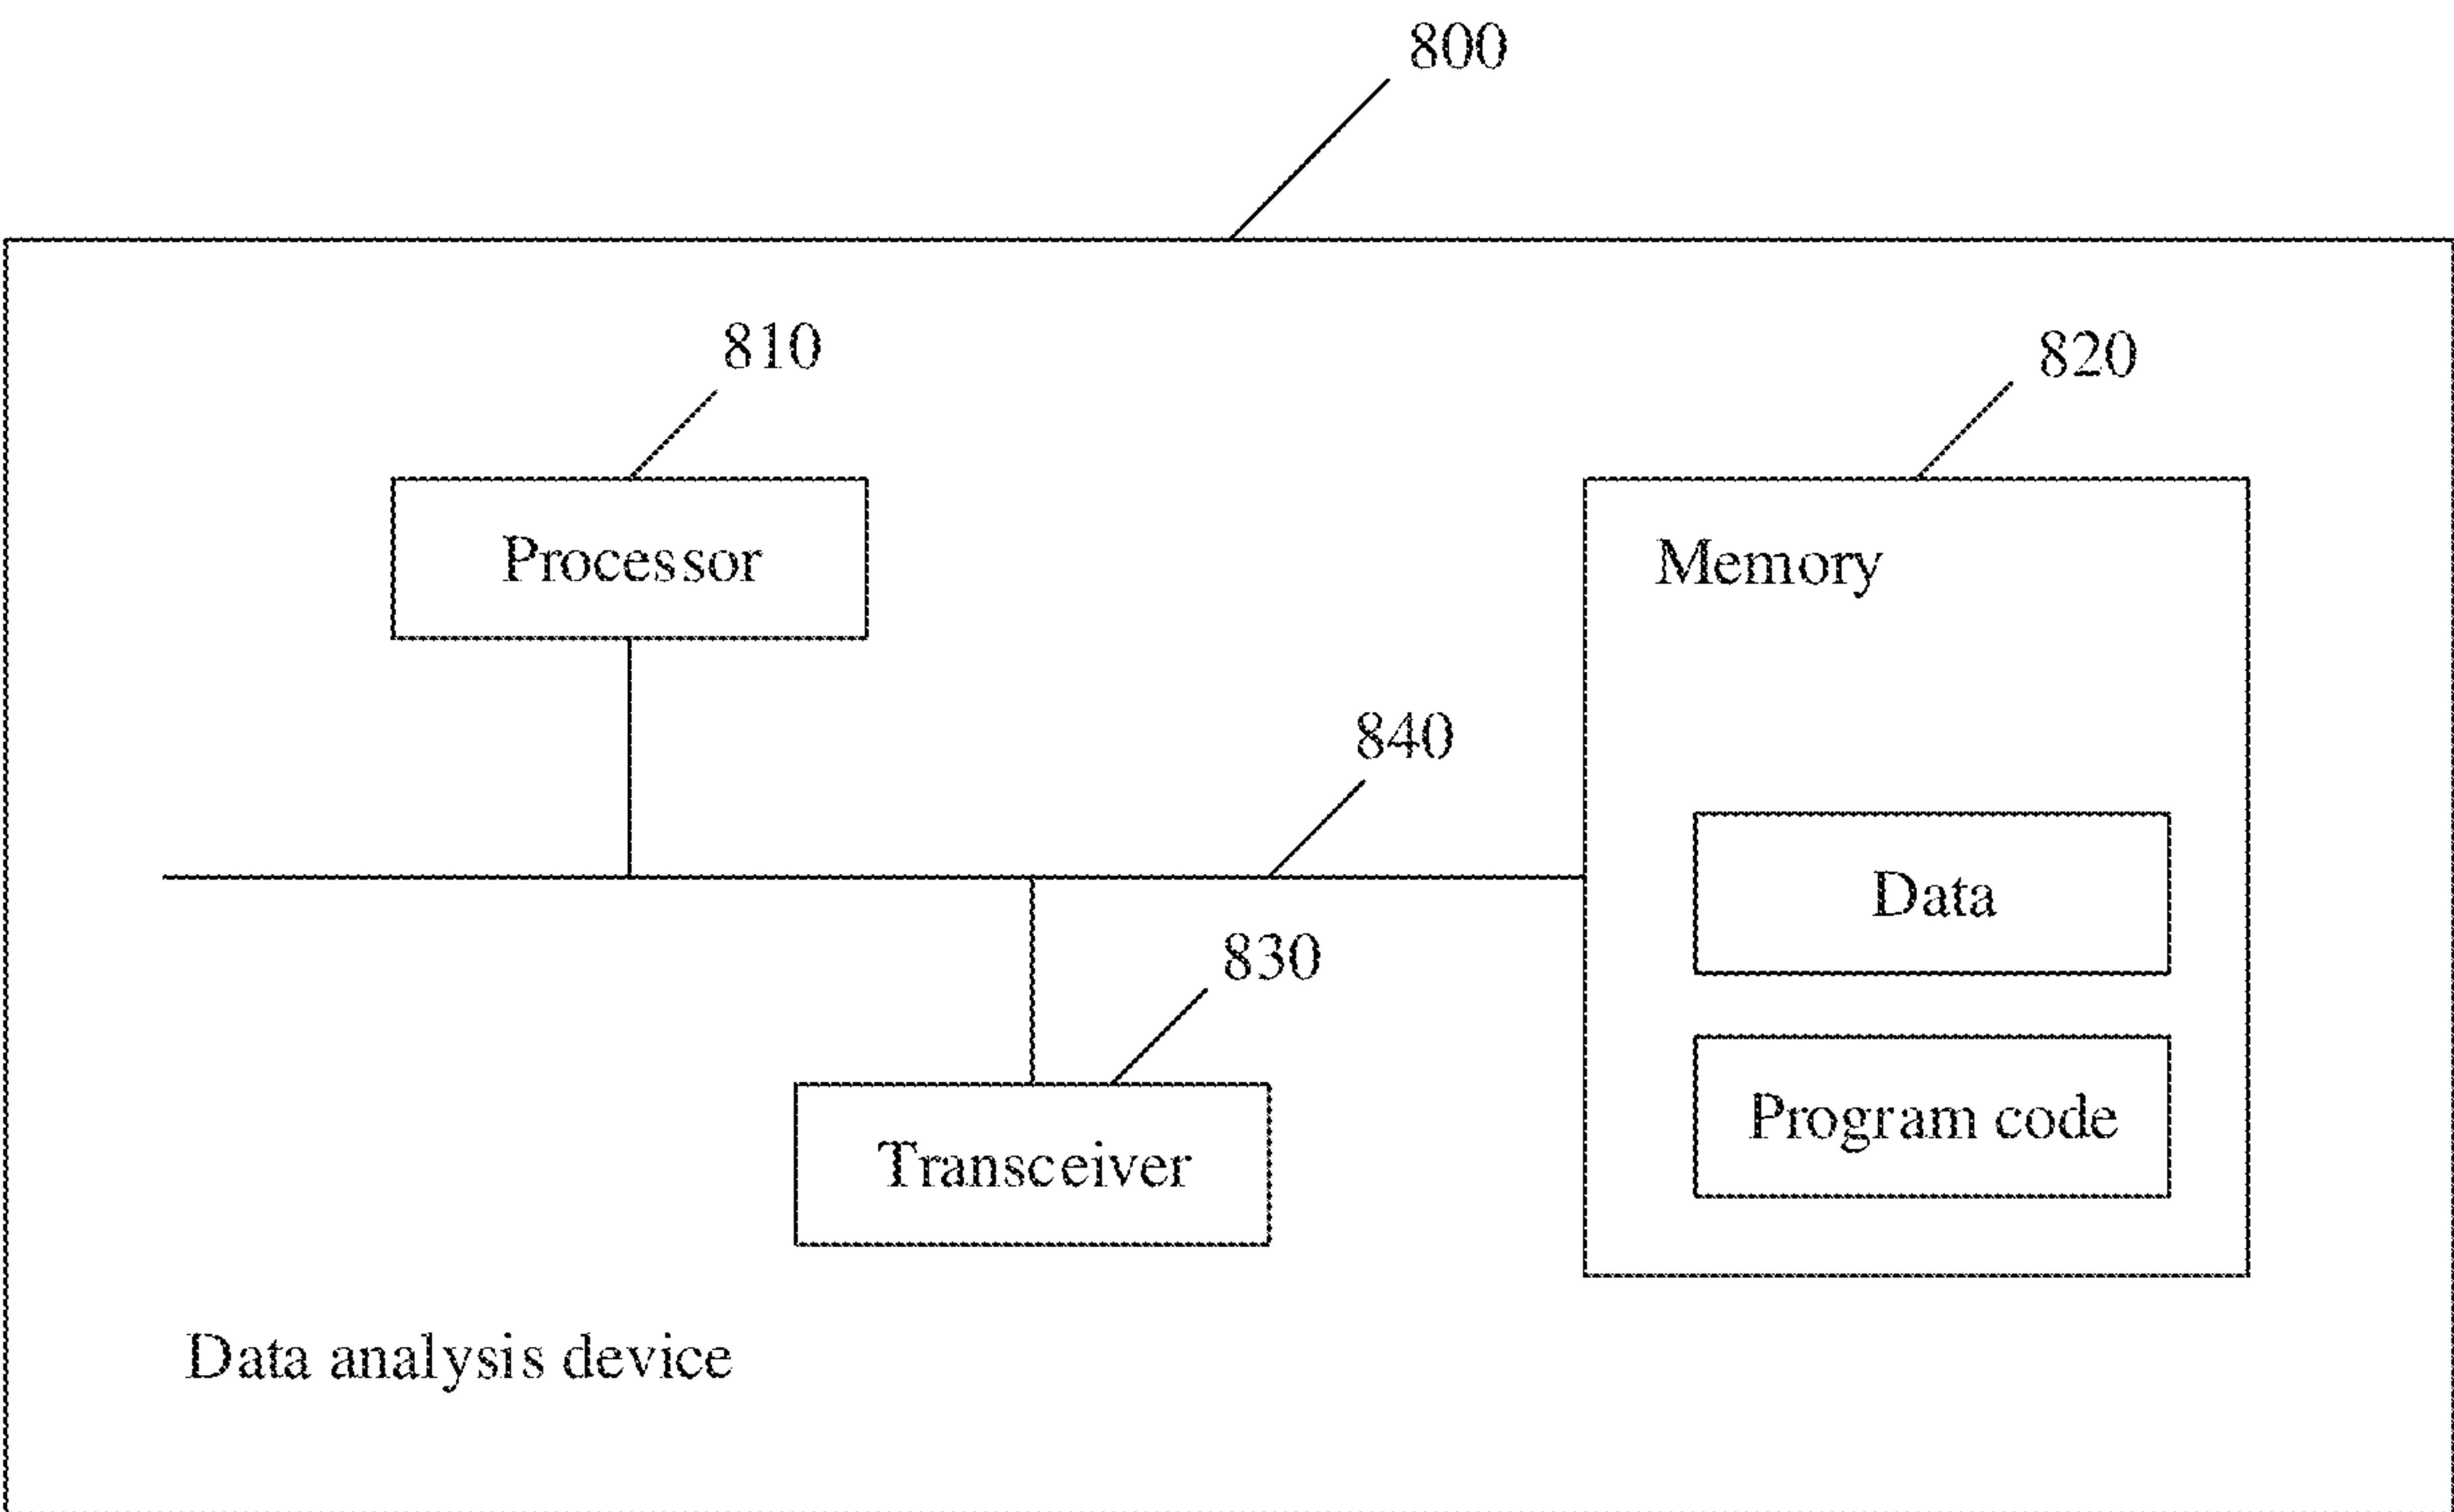 800
810
820
Processor
Memory
840
Data
830
Program code
Transceiver
Data analysis device